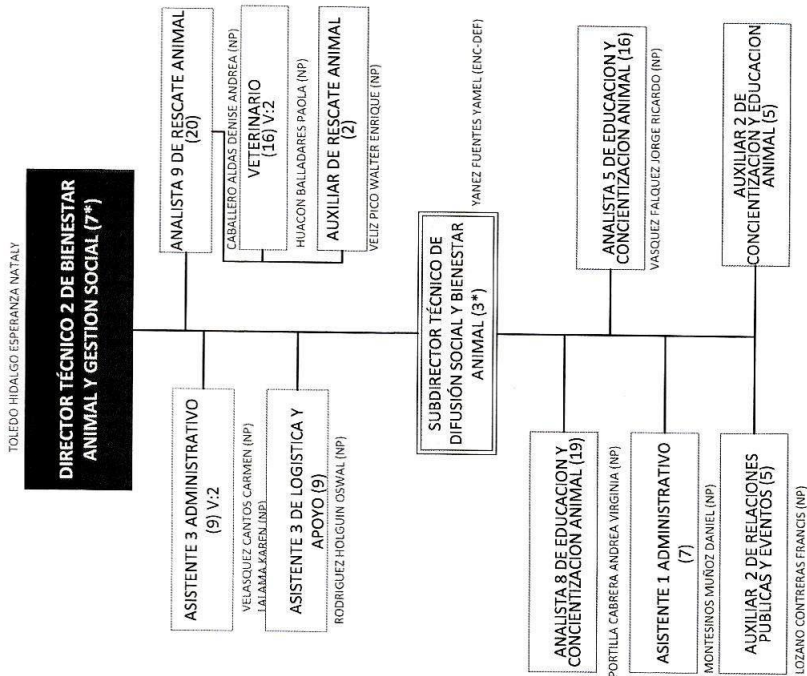 TOLEDO HIDALGO ESPERANZA NATALY
DIRECTOR TÉCNICO 2 DE BIENESTAR
ANIMAL Y GESTION SOCIAL (7*)
ASISTENTE 3 ADMINISTRATIVO
(9) V:2
VELASQUEZ CANTOS CARMEN (NP)
LALAMA KAREN (NP)
ASISTENTE 3 DE LOGISTICA Y
APOYO (9)
RODRIGUEZ HOLGUIN OSWAL (NP)
ANALISTA 9 DE RESCATE ANIMAL
(20)
CABALLERO ALDAS DENISE ANDREA (NP)
VETERINARIO
(16) V:2
HUACON BALLADARES PAOLA (NP)
AUXILIAR DE RESCATE ANIMAL
(2)
VELIZ PICO WALTER ENRIQUE (NP)
SUBDIRECTOR TÉCNICO DE
DIFUSIÓN SOCIAL Y BIENESTAR
ANIMAL (3*)
YANEZ FUENTES YAMEL (ENC-DEF)
ANALISTA 8 DE EDUCACION Y
CONCIENTIZACION ANIMAL (19)
PORTILLA CABRERA ANDREA VIRGINIA (NP)
ASISTENTE 1 ADMINISTRATIVO
(7)
MONTESINOS MUÑOZ DANIEL (NP)
AUXILIAR 2 DE RELACIONES
PUBLICAS Y EVENTOS (5)
LOZANO CONTRERAS FRANCIS (NP)
ANALISTA 5 DE EDUCACION Y
CONCIENTIZACION ANIMAL (16)
VASQUEZ FALQUEZ JORGE RICARDO (NP)
AUXILIAR 2 DE
CONCIENTIZACION Y EDUCACION
ANIMAL (5)